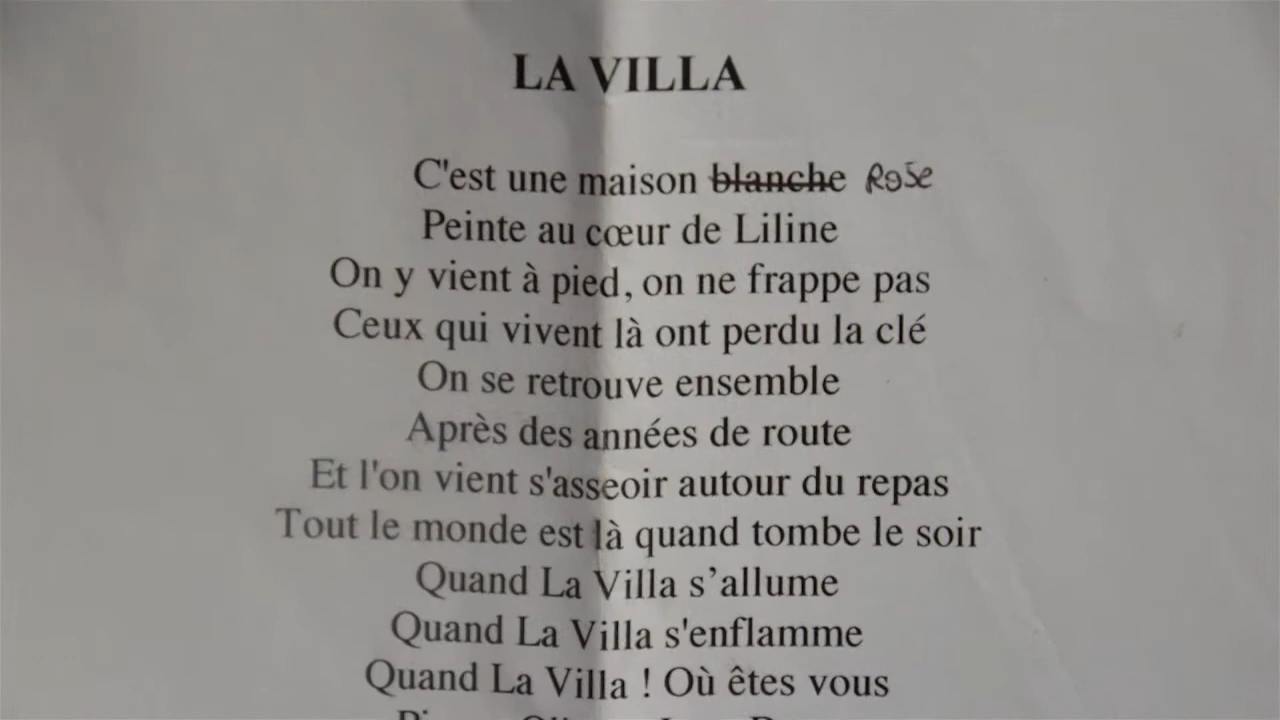 LA VILLA
C'est une maison blanche RoSe
Peinte au cœur de Liline
On y vient à pied, on ne frappe pas
Ceux qui vivent là ont perdu la clé
On se retrouve ensemble
Après des années de route
Et l'on vient s'asseoir autour du repas
Tout le monde est là quand tombe le soir
Quand La Villa s’allume
Quand La Villa s'enflamme
Quand La Villa ! Où êtes vous